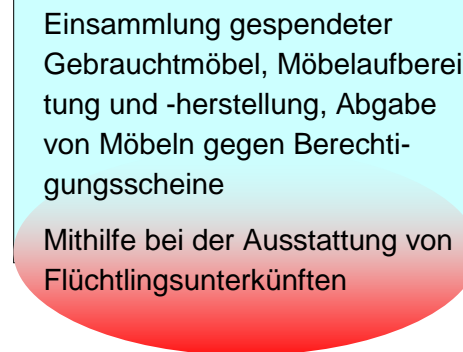 Einsammlung gespendeter
Gebrauchtmöbel, Möbelaufberei
tung und -herstellung, Abgabe
von Möbeln gegen Berechti-
gungsscheine
Mithilfe bei der Ausstattung von
Flüchtlingsunterkünften